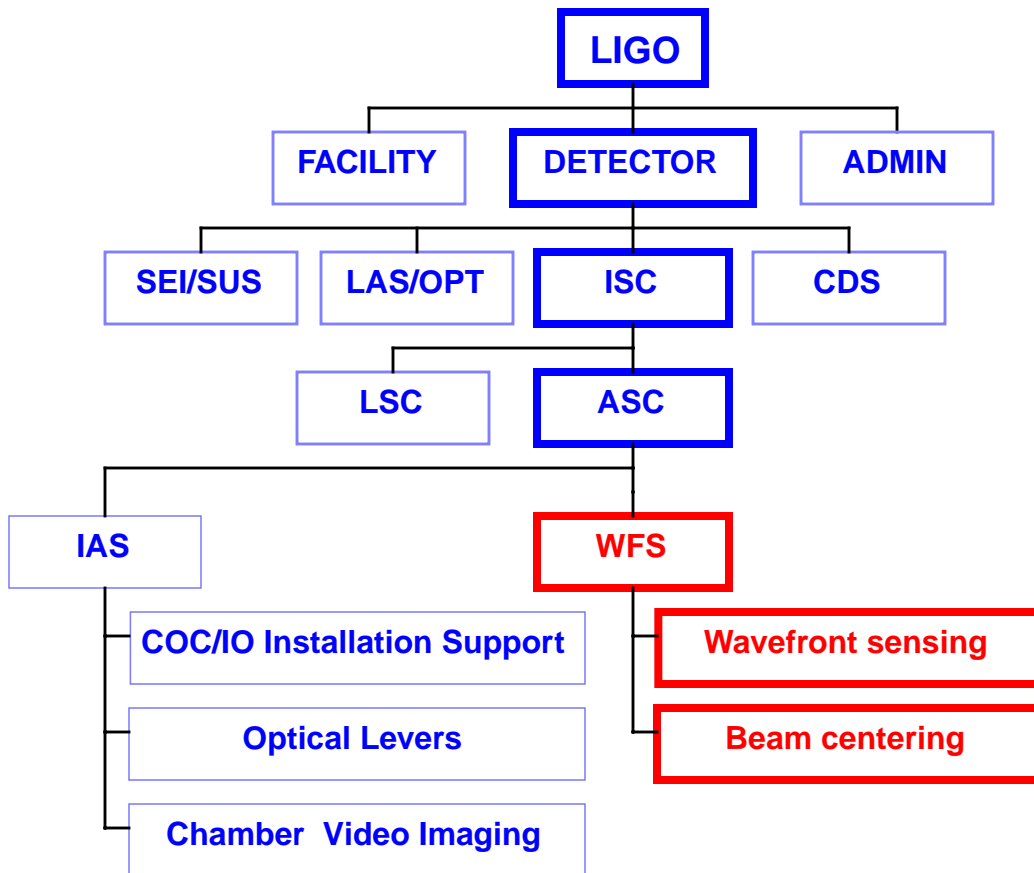 LIGO
FACILITY
DETECTOR
ADMIN
SEI/SUS
LAS/OPT
ISC
CDS
LSC
ASC
IAS
WFS
COC/IO Installation Support
Wavefront sensing
Optical Levers
Beam centering
Chamber  Video Imaging